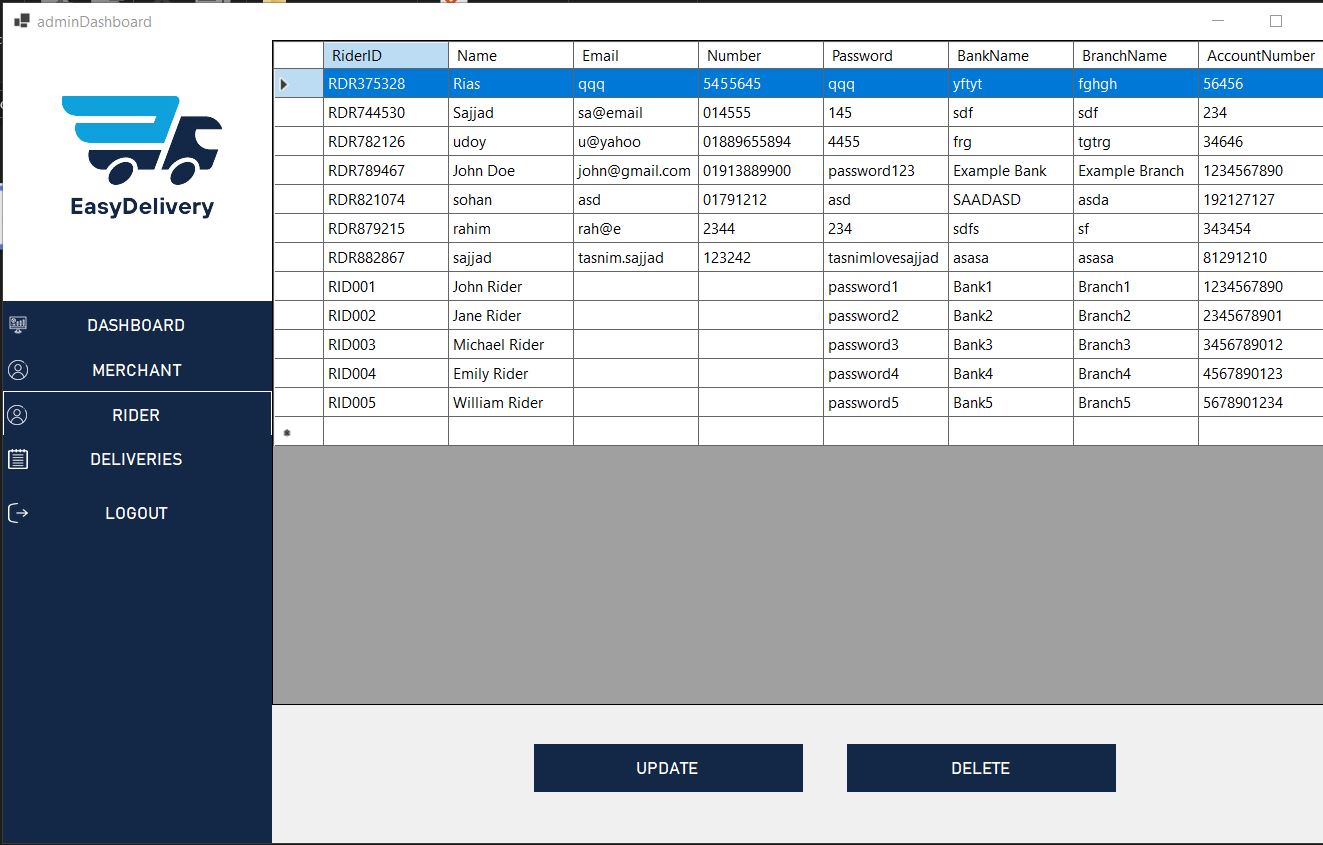 adminDashboard
EasyDelivery
DASHBOARD
MERCHANT
RIDER
DELIVERIES
LOGOUT
RiderID Name Email Number Password BankName BranchName AccountNumber
RDR375328 Rias qqq 5455645 qqq yftyt fghgh 56456
RDR744530 Sajjad sa@email 014555 145 sdf sdf 234
RDR782126 udoy u@yahoo 01889655894 4455 frg tgtrg 34646
RDR789467 John Doe john@gmail.com 01913889900 password123 Example Bank Example Branch 1234567890
RDR821074 sohan asd 01791212 asd SAADASD asda 192127127
RDR879215 rahim rah@e 2344 234 sdfs sf 343454
RDR882867 sajjad tasnim.sajjad 123242 tasnimlovesajjad asasa asasa 81291210
RID001 John Rider password1 Bank1 Branch1 1234567890
RID002 Jane Rider password2 Bank2 Branch2 2345678901
RID003 Michael Rider password3 Bank3 Branch3 3456789012
RID004 Emily Rider password4 Bank4 Branch4 4567890123
RID005 William Rider password5 Bank5 Branch5 5678901234
UPDATE DELETE